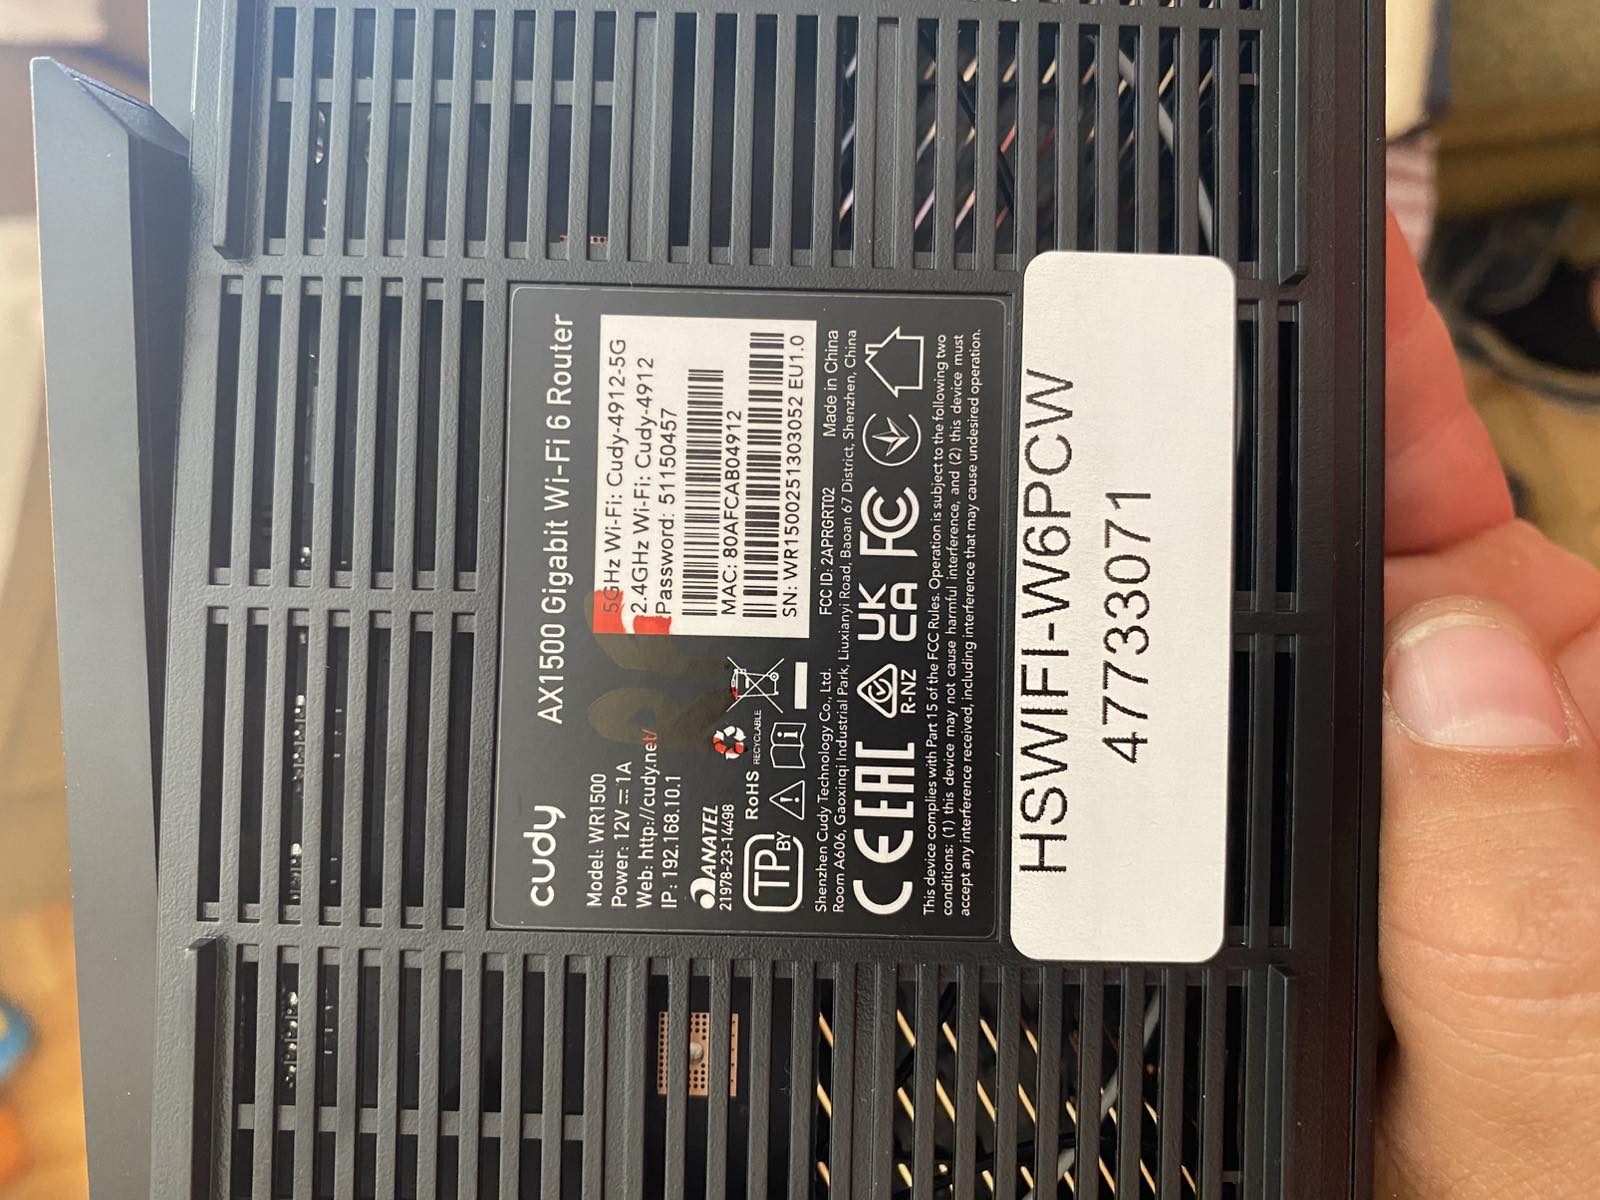 cudy
AX1500 Gigabit Wi-Fi 6 Router
Model: WR1500
Power: 12V ⎓ 1A
Web: http://cudy.net/
IP: 192.168.10.1
5GHz Wi-Fi: Cudy-4912-5G
2.4GHz Wi-Fi: Cudy-4912
Password: 51150457
MAC: 80AFCAB04912
SN: WR1500251303052 EU1.0
ANATEL
21978-23-14498
RoHS
RECYCLABLE
TP
BY
Shenzhen Cudy Technology Co., Ltd. FCC ID: 2APRGRT02 Made in China
Room A606, Gaoxinqi Industrial Park, Liuxianyi Road, Baoan 67 District, Shenzhen, China
CE EAC R-NZ UK CA FC
This device complies with Part 15 of the FCC Rules. Operation is subject to the following two
conditions: (1) this device may not cause harmful interference, and (2) this device must
accept any interference received, including interference that may cause undesired operation.
HSWIFI-W6PCW
47733071